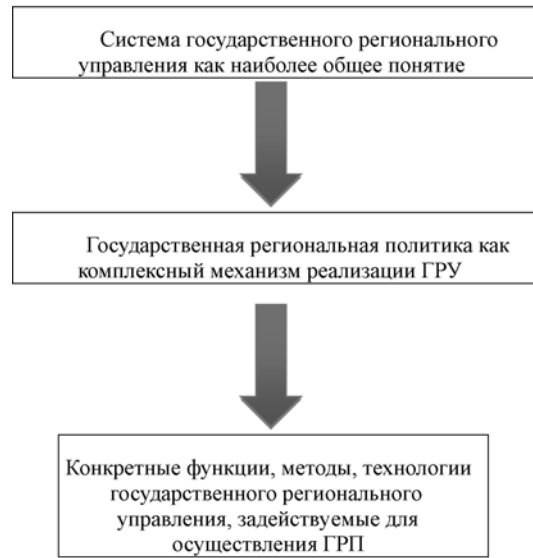 Система государственного регионального
управления как наиболее общее понятие
Государственная региональная политика как
комплексный механизм реализации ГРУ
Конкретные функции, методы, технологии
государственного регионального
управления, задействуемые для
осуществления ГРП